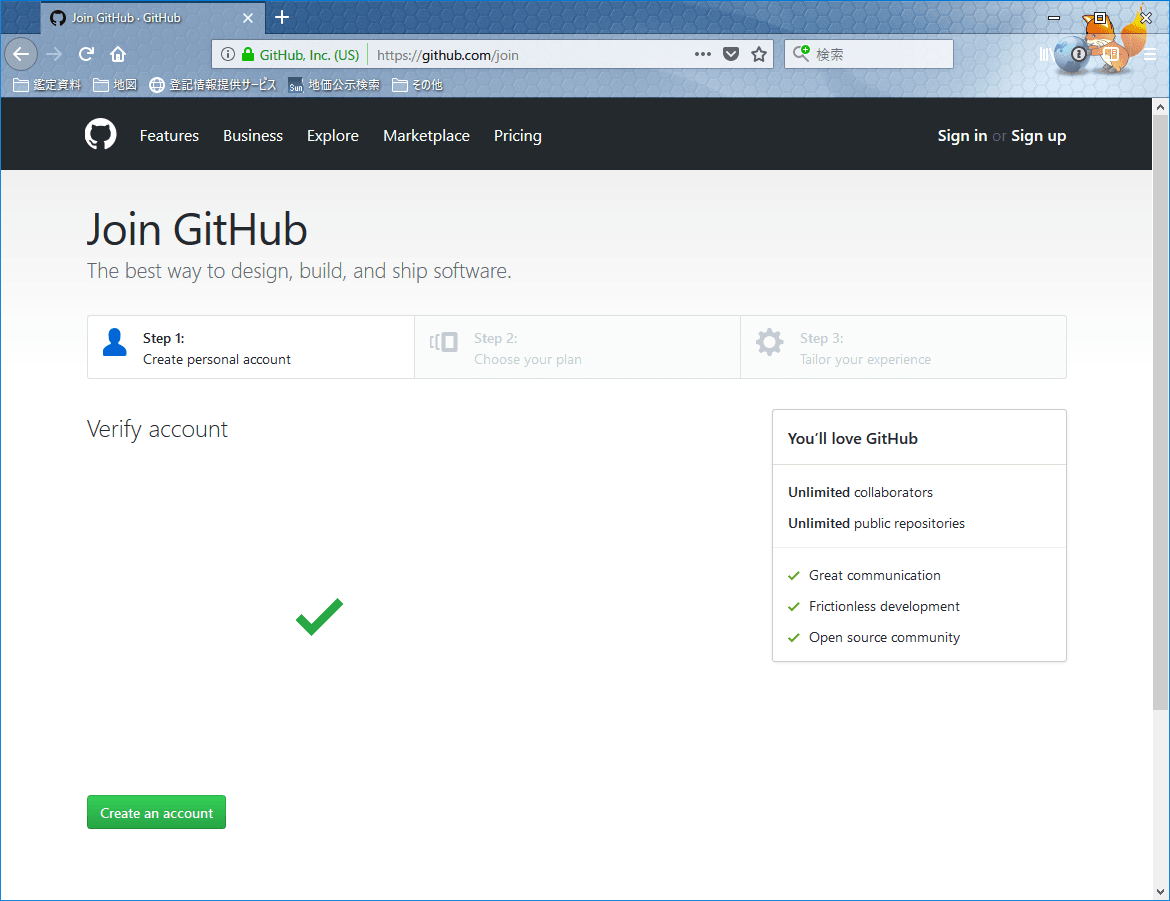 Join GitHub · GitHub
GitHub, Inc. (US)
https://github.com/join
検索
鑑定資料
地図
登記情報提供サービス
Sun
地価公示検索
その他
Features
Business
Explore
Marketplace
Pricing
Sign in or Sign up
Join GitHub
The best way to design, build, and ship software.
Step 1:
Create personal account
Step 2:
Choose your plan
Step 3:
Tailor your experience
Verify account
You’ll love GitHub
Unlimited collaborators
Unlimited public repositories
Great communication
Frictionless development
Open source community
Create an account